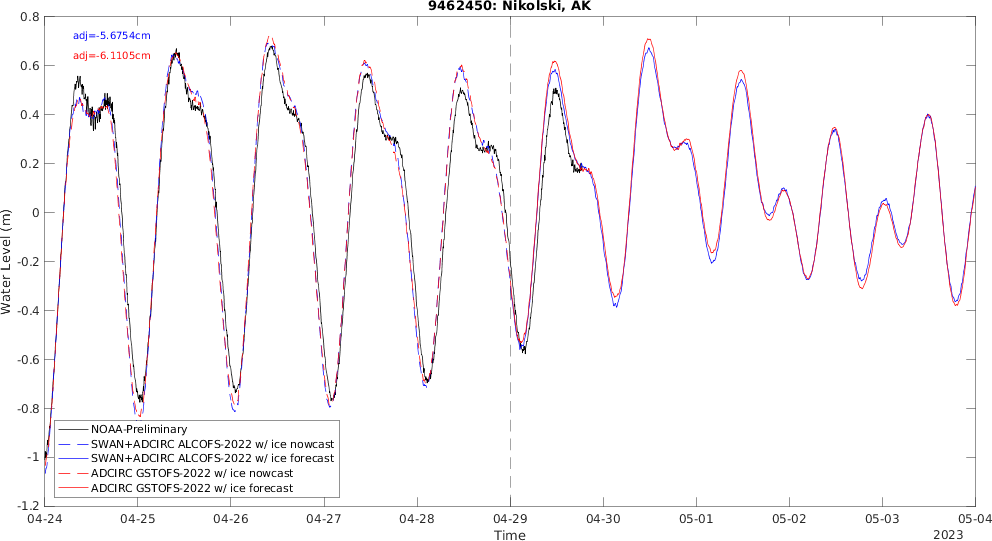 9462450: Nikolski, AK
adj=-5.6754cm
adj=-6.1105cm
Water Level (m)
0.8
0.6
0.4
0.2
0
-0.2
-0.4
-0.6
-0.8
-1
-1.2
NOAA-Preliminary
SWAN+ADCIRC ALCOFS-2022 w/ ice nowcast
SWAN+ADCIRC ALCOFS-2022 w/ ice forecast
ADCIRC GSTOFS-2022 w/ ice nowcast
ADCIRC GSTOFS-2022 w/ ice forecast
04-24 04-25 04-26 04-27 04-28 04-29 04-30 05-01 05-02 05-03 05-04
Time
2023